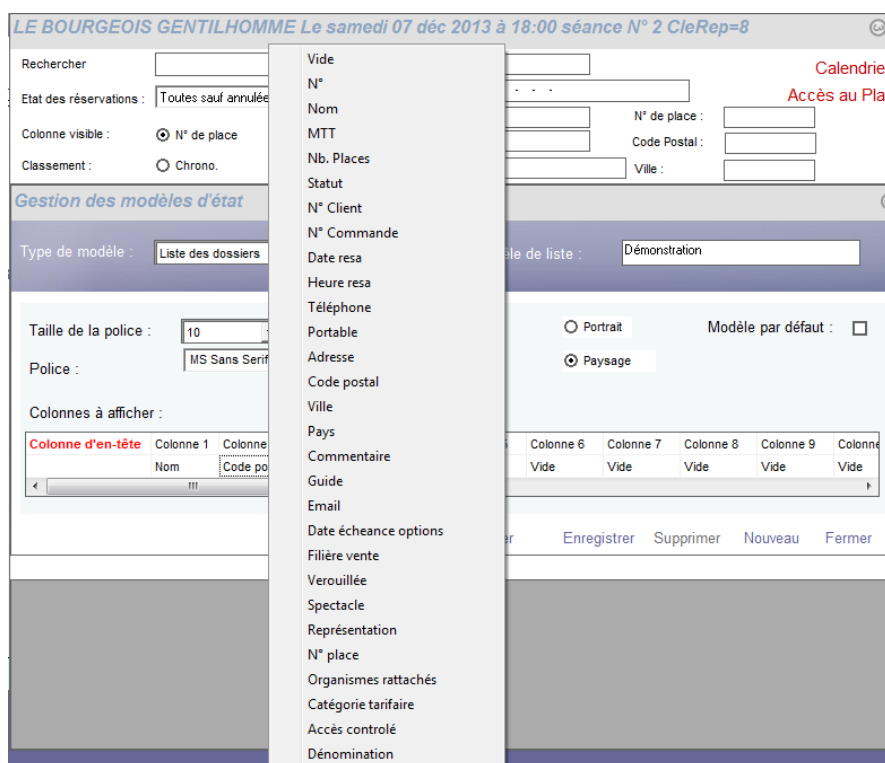 LE BOURGEOIS GENTILHOMME Le samedi 07 déc 2013 à 18:00 séance N° 2 CleRep=8
Rechercher
Calendrie
Etat des réservations : Toutes sauf annulée
Accès au Pla
N° de place :
Colonne visible : N° de place
Code Postal :
Classement : Chrono.
Ville :
Gestion des modèles d'état
Type de modèle : Liste des dossiers
èle de liste : Démonstration
Taille de la police : 10
Portrait
Modèle par défaut :
Police : MS Sans Serif
Paysage
Colonnes à afficher :
Colonne d'en-tête Colonne 1 Colonne
Colonne 6 Colonne 7 Colonne 8 Colonne 9 Colonne
Nom Code po
Vide Vide Vide Vide Vide
er Enregistrer Supprimer Nouveau Fermer
Vide
N°
Nom
MTT
Nb. Places
Statut
N° Client
N° Commande
Date resa
Heure resa
Téléphone
Portable
Adresse
Code postal
Ville
Pays
Commentaire
Guide
Email
Date écheance options
Filière vente
Verouillée
Spectacle
Représentation
N° place
Organismes rattachés
Catégorie tarifaire
Accès controlé
Dénomination